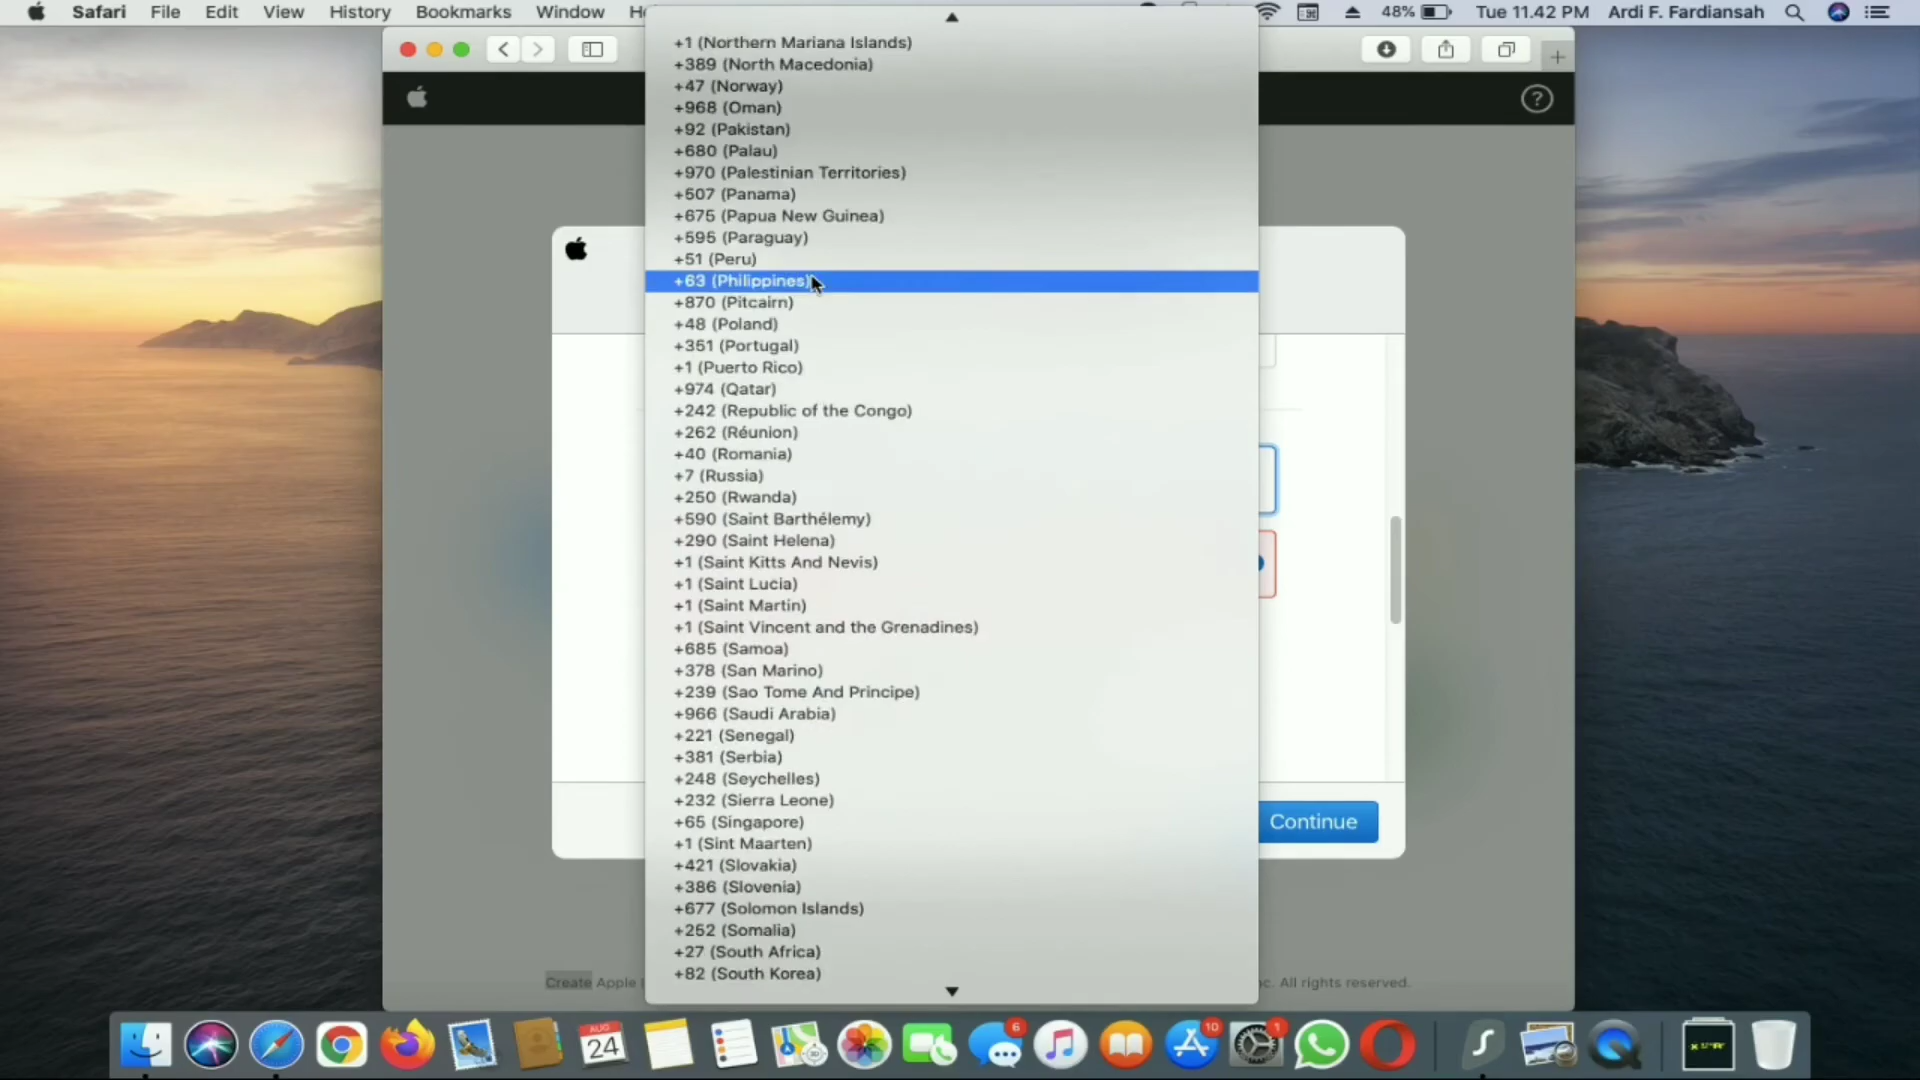 Safari File Edit View History Bookmarks Window 48% Tue 11.42 PM Ardi F. Fardiansah
+1 (Northern Mariana Islands)
+389 (North Macedonia)
+47 (Norway)
+968 (Oman)
+92 (Pakistan)
+680 (Palau)
+970 (Palestinian Territories)
+507 (Panama)
+675 (Papua New Guinea)
+595 (Paraguay)
+51 (Peru)
+63 (Philippines)
+870 (Pitcairn)
+48 (Poland)
+351 (Portugal)
+1 (Puerto Rico)
+974 (Qatar)
+242 (Republic of the Congo)
+262 (Réunion)
+40 (Romania)
+7 (Russia)
+250 (Rwanda)
+590 (Saint Barthélemy)
+290 (Saint Helena)
+1 (Saint Kitts And Nevis)
+1 (Saint Lucia)
+1 (Saint Martin)
+1 (Saint Vincent and the Grenadines)
+685 (Samoa)
+378 (San Marino)
+239 (Sao Tome And Principe)
+966 (Saudi Arabia)
+221 (Senegal)
+381 (Serbia)
+248 (Seychelles)
+232 (Sierra Leone)
+65 (Singapore)
+1 (Sint Maarten)
+421 (Slovakia)
+386 (Slovenia)
+677 (Solomon Islands)
+252 (Somalia)
+27 (South Africa)
+82 (South Korea)
Continue
Create Apple
c. All rights reserved.
AUG
24
6
10
1